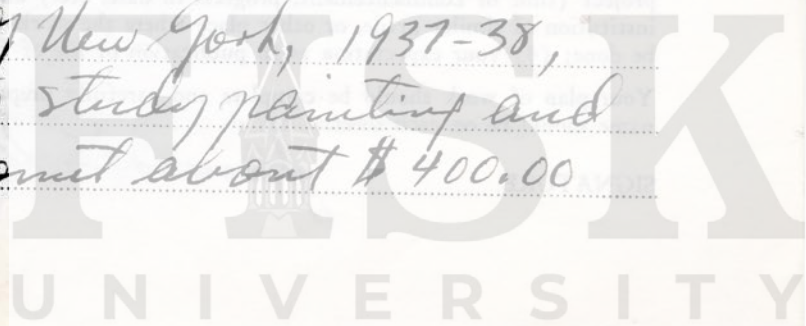 New York, 1937-38,
study painting and
about $ 400.00
FISK
UNIVERSITY